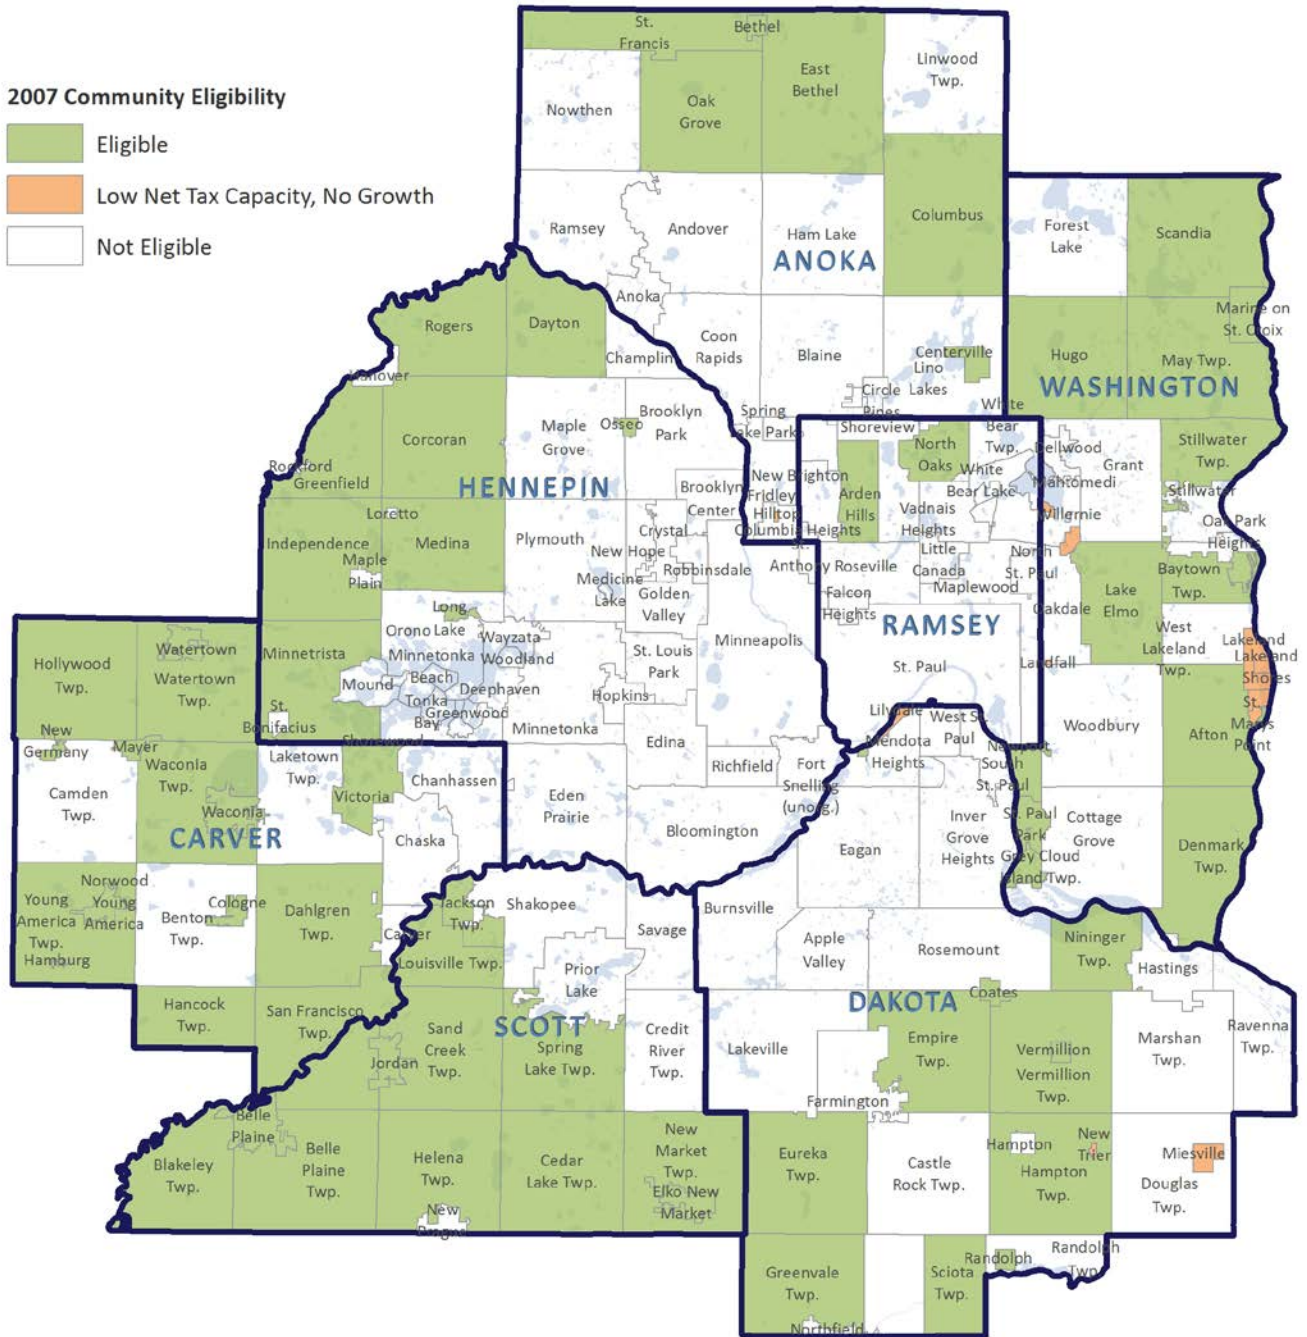 2007 Community Eligibility
Eligible
Low Net Tax Capacity, No Growth
Not Eligible
St.
Francis
Bethel
East
Bethel
Linwood
Twp.
Nowthen
Oak
Grove
Columbus
Ramsey
Andover
Ham Lake
ANOKA
Anoka
Forest
Lake
Scandia
Marine on
St. Croix
Rogers
Dayton
Champlin
Coon
Rapids
Blaine
Centerville
Lino
Lakes
Circle
Pines
Hugo
May Twp.
WASHINGTON
Hanover
Corcoran
Maple
Grove
Osseo
Brooklyn
Park
Spring
Lake Park
Shoreview
White
Bear
Twp.
North
Oaks
Dellwood
Grant
Stillwater
Twp.
Rockford
Greenfield
HENNEPIN
Brooklyn
Center
New Brighton
Fridley
Hilltop
Columbia Heights
Arden
Hills
White
Bear Lake
Mahtomedi
Stillwater
Vadnais
Heights
Willernie
Oak Park
Heights
Loretto
Independence
Medina
Maple
Plain
Plymouth
Crystal
New Hope
Robbinsdale
Medicine
Lake
Golden
Valley
St.
Anthony
Roseville
Little
Canada
North
St. Paul
Maplewood
Falcon
Heights
Lake
Elmo
Baytown
Twp.
Oakdale
West
Lakeland
Twp.
Long
Lake
Orono
Wayzata
Woodland
Minnetonka
Beach
Minnetrista
Mound
Tonka
Bay
Deephaven
Greenwood
St. Louis
Park
Hopkins
Minneapolis
RAMSEY
St. Paul
Landfall
Lakeland
Lakeland
Shores
St.
Marys
Point
Hollywood
Twp.
Watertown
Watertown
Twp.
St.
Bonifacius
Shorewood
Minnetonka
Edina
Richfield
Fort
Snelling
(unorg.)
Lilydale
Mendota
Heights
West St.
Paul
Newport
South
St. Paul
Woodbury
Afton
New
Germany
Mayer
Waconia
Twp.
Laketown
Twp.
Victoria
Chanhassen
Eden
Prairie
Bloomington
Camden
Twp.
Waconia
CARVER
Chaska
Eagan
Inver
Grove
Heights
St. Paul
Park
Grey Cloud
Island Twp.
Cottage
Grove
Denmark
Twp.
Norwood
Young
America
Young
America
Twp.
Hamburg
Benton
Twp.
Cologne
Dahlgren
Twp.
Carver
Jackson
Twp.
Shakopee
Louisville Twp.
Prior
Lake
Savage
Burnsville
Apple
Valley
Rosemount
Nininger
Twp.
Hastings
Hancock
Twp.
San Francisco
Twp.
Jordan
Sand
Creek
Twp.
SCOTT
Spring
Lake Twp.
Credit
River
Twp.
DAKOTA
Lakeville
Coates
Empire
Twp.
Vermillion
Vermillion
Twp.
Marshan
Twp.
Ravenna
Twp.
Farmington
Belle
Plaine
Blakeley
Twp.
Belle
Plaine
Twp.
Helena
Twp.
New
Prague
Cedar
Lake Twp.
New
Market
Twp.
Elko New
Market
Eureka
Twp.
Castle
Rock Twp.
Hampton
New
Trier
Hampton
Twp.
Miesville
Douglas
Twp.
Greenvale
Twp.
Northfield
Sciota
Twp.
Randolph
Randolph
Twp.